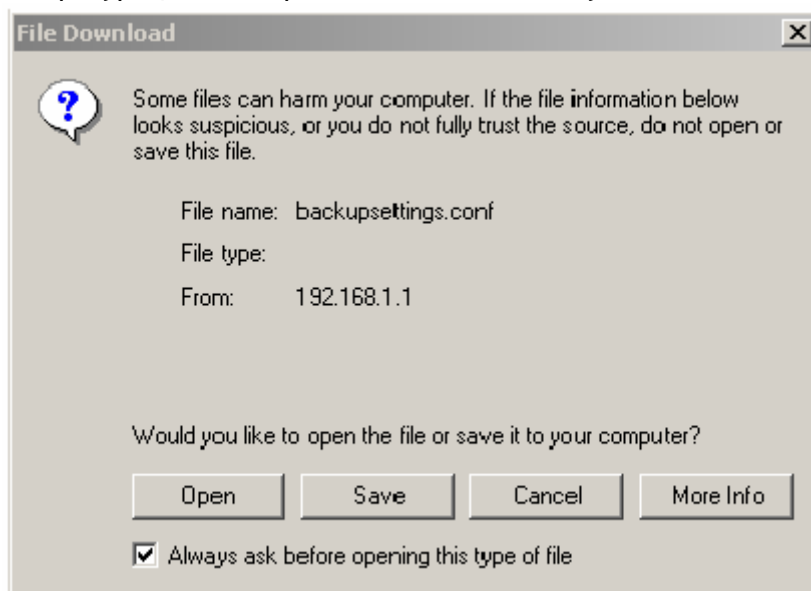 File Download
Some files can harm your computer. If the file information below
looks suspicious, or you do not fully trust the source, do not open or
save this file.
File name: backupsettings.conf
File type:
From: 192.168.1.1
Would you like to open the file or save it to your computer?
Open Save Cancel More Info
Always ask before opening this type of file